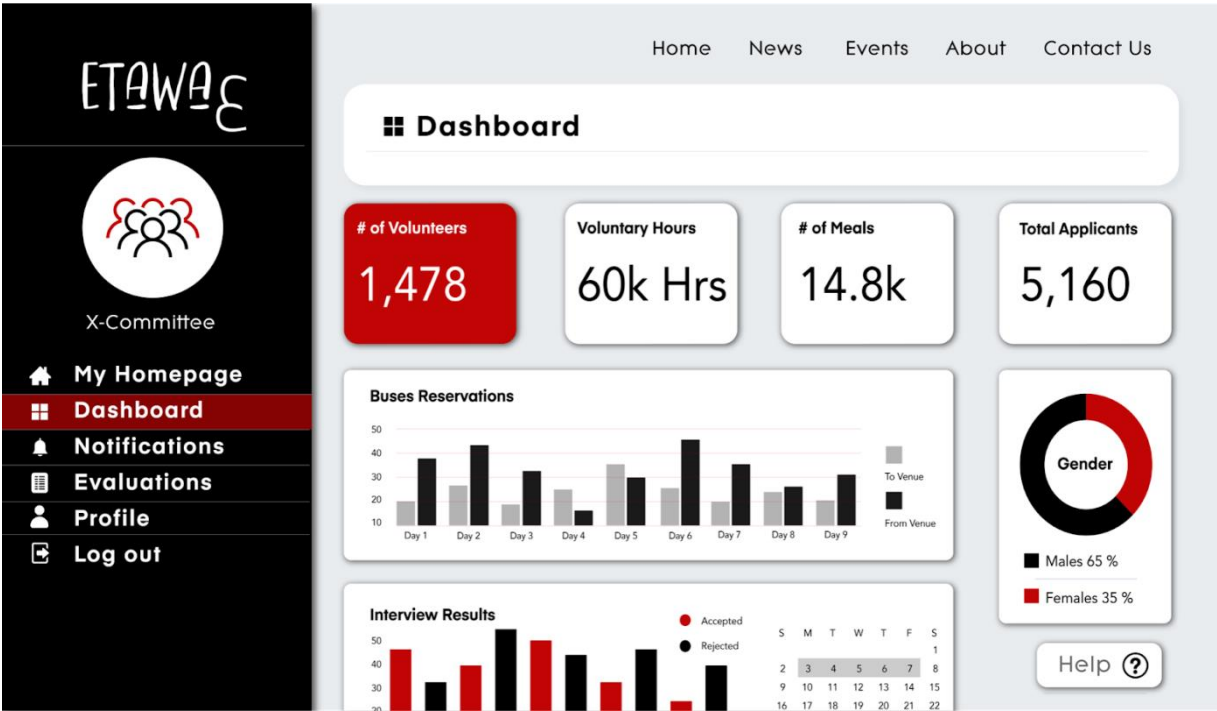 ETAWAE
X-Committee
My Homepage
Dashboard
Notifications
Evaluations
Profile
Log out
Home News Events About Contact Us
Dashboard
# of Volunteers
1,478
Voluntary Hours
60k Hrs
# of Meals
14.8k
Total Applicants
5,160
Buses Reservations
50
40
30
20
10
Day 1 Day 2 Day 3 Day 4 Day 5 Day 6 Day 7 Day 8 Day 9
To Venue
From Venue
Gender
Males 65 %
Females 35 %
Interview Results
50
40
30
20
Accepted
Rejected
S M T W T F S
1
2 3 4 5 6 7 8
9 10 11 12 13 14 15
16 17 18 19 20 21 22
Help ?